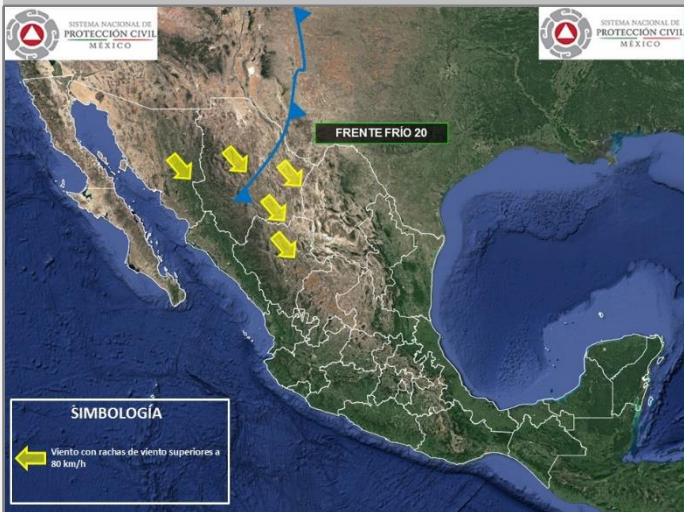 SISTEMA NACIONAL DE
PROTECCIÓN CIVIL
MÉXICO
SISTEMA NACIONAL DE
PROTECCIÓN CIVIL
MÉXICO
FRENTE FRÍO 20
SIMBOLOGÍA
Viento con rachas de viento superiores a
80 km/h